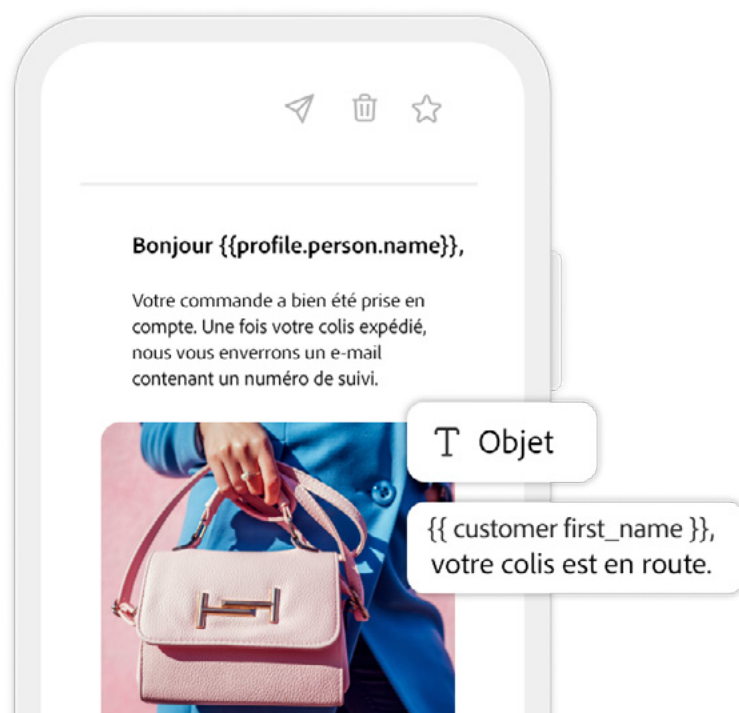 Bonjour {{profile.person.name}},
Votre commande a bien été prise en
compte. Une fois votre colis expédié,
nous vous enverrons un e-mail
contenant un numéro de suivi.
T Objet
{{ customer first_name }},
votre colis est en route.